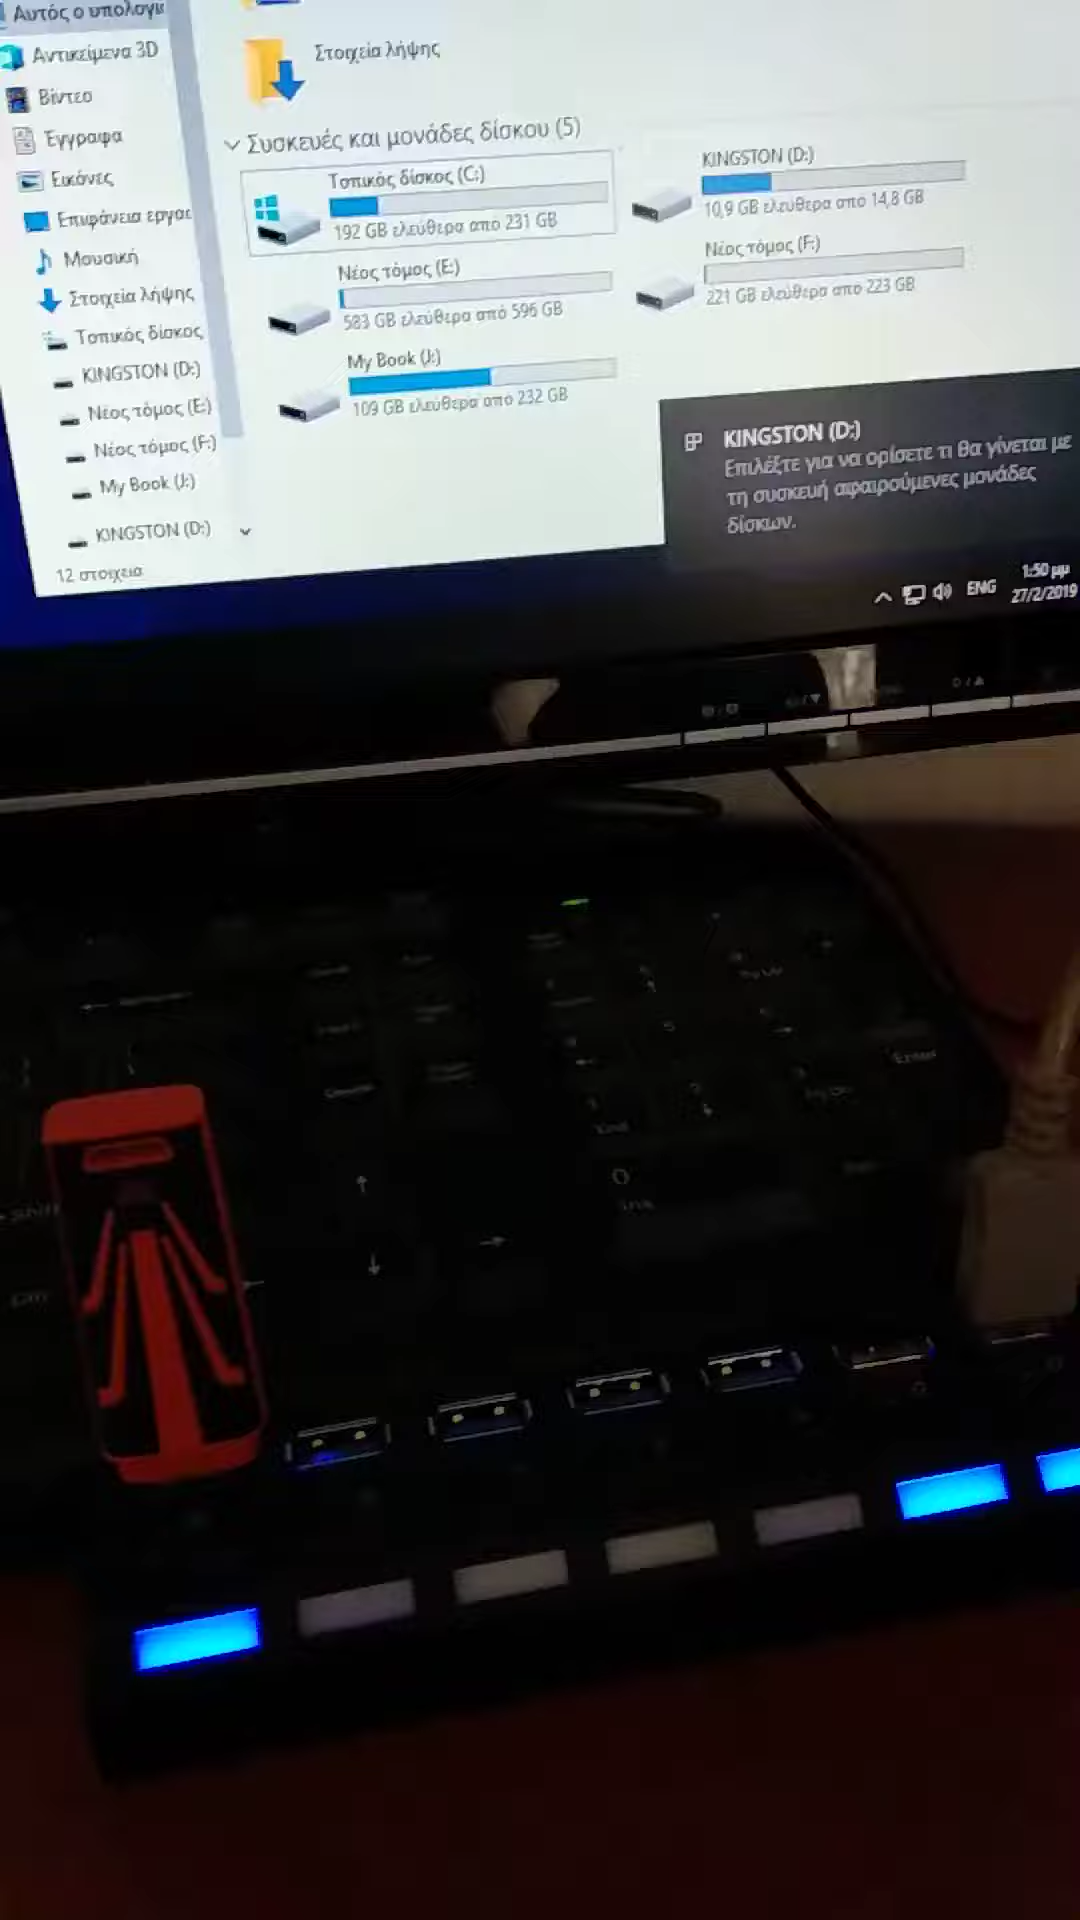 Αυτός ο υπολογι
Αντικείμενα 3D
Βίντεο
Έγγραφα
Εικόνες
Επιφάνεια εργασ
Μουσική
Στοιχεία λήψης
Τοπικός δίσκος
KINGSTON (D:)
Νέος τόμος (E:)
Νέος τόμος (F:)
My Book (J:)
KINGSTON (D:)
12 στοιχεία
Στοιχεία λήψης
Συσκευές και μονάδες δίσκου (5)
Τοπικός δίσκος (C:)
192 GB ελεύθερα από 231 GB
KINGSTON (D:)
10,9 GB ελεύθερα από 14,8 GB
Νέος τόμος (E:)
583 GB ελεύθερα από 596 GB
Νέος τόμος (F:)
221 GB ελεύθερα από 223 GB
My Book (J:)
109 GB ελεύθερα από 232 GB
KINGSTON (D:)
Επιλέξτε για να ορίσετε τι θα γίνεται με
τη συσκευή αφαιρούμενες μονάδες
δίσκων.
ENG
1:50 μμ
27/2/2019
Enter
End
0